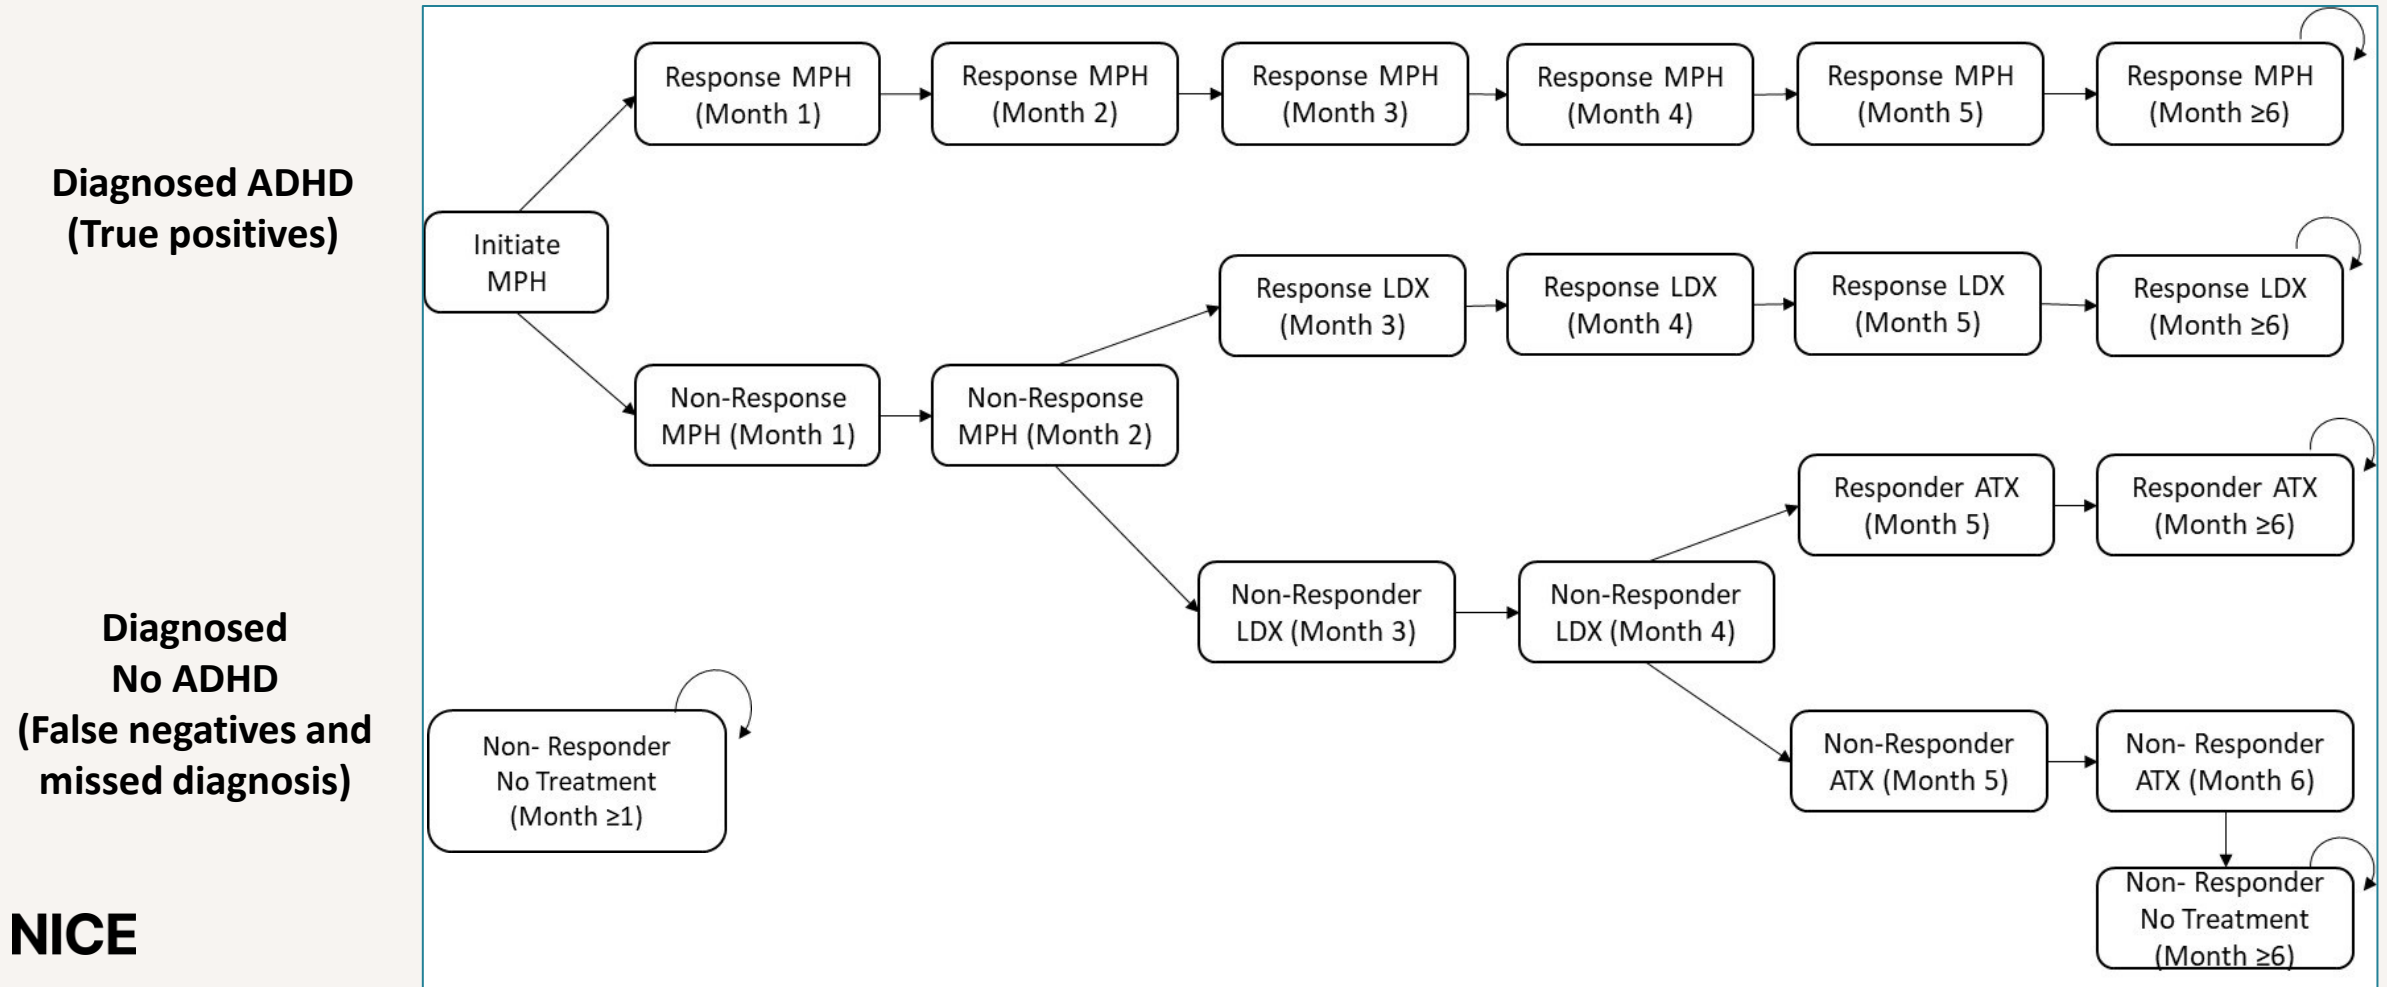 Diagnosed ADHD
(True positives)
Diagnosed
No ADHD
(False negatives and
missed diagnosis)
NICE
Initiate
MPH
Response MPH
(Month 1)
Response MPH
(Month 2)
Response MPH
(Month 3)
Response MPH
(Month 4)
Response MPH
(Month 5)
Response MPH
(Month ≥6)
Non-Response
MPH (Month 1)
Non-Response
MPH (Month 2)
Response LDX
(Month 3)
Response LDX
(Month 4)
Response LDX
(Month 5)
Response LDX
(Month ≥6)
Non-Responder
LDX (Month 3)
Non-Responder
LDX (Month 4)
Responder ATX
(Month 5)
Responder ATX
(Month ≥6)
Non-Responder
ATX (Month 5)
Non- Responder
ATX (Month 6)
Non- Responder
No Treatment
(Month ≥6)
Non- Responder
No Treatment
(Month ≥1)